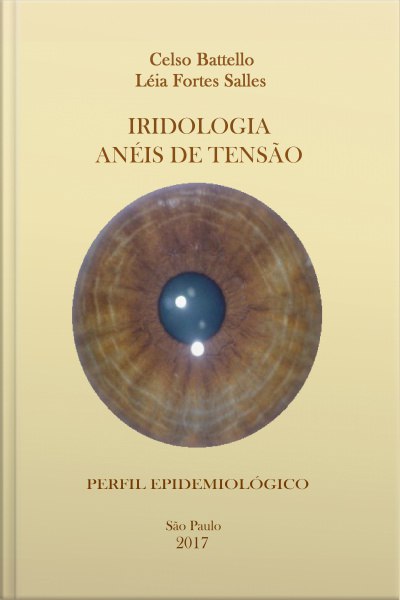 Celso Battello
Léia Fortes Salles
IRIDOLOGIA
ANÉIS DE TENSÃO
PERFIL EPIDEMIOLÓGICO
São Paulo
2017